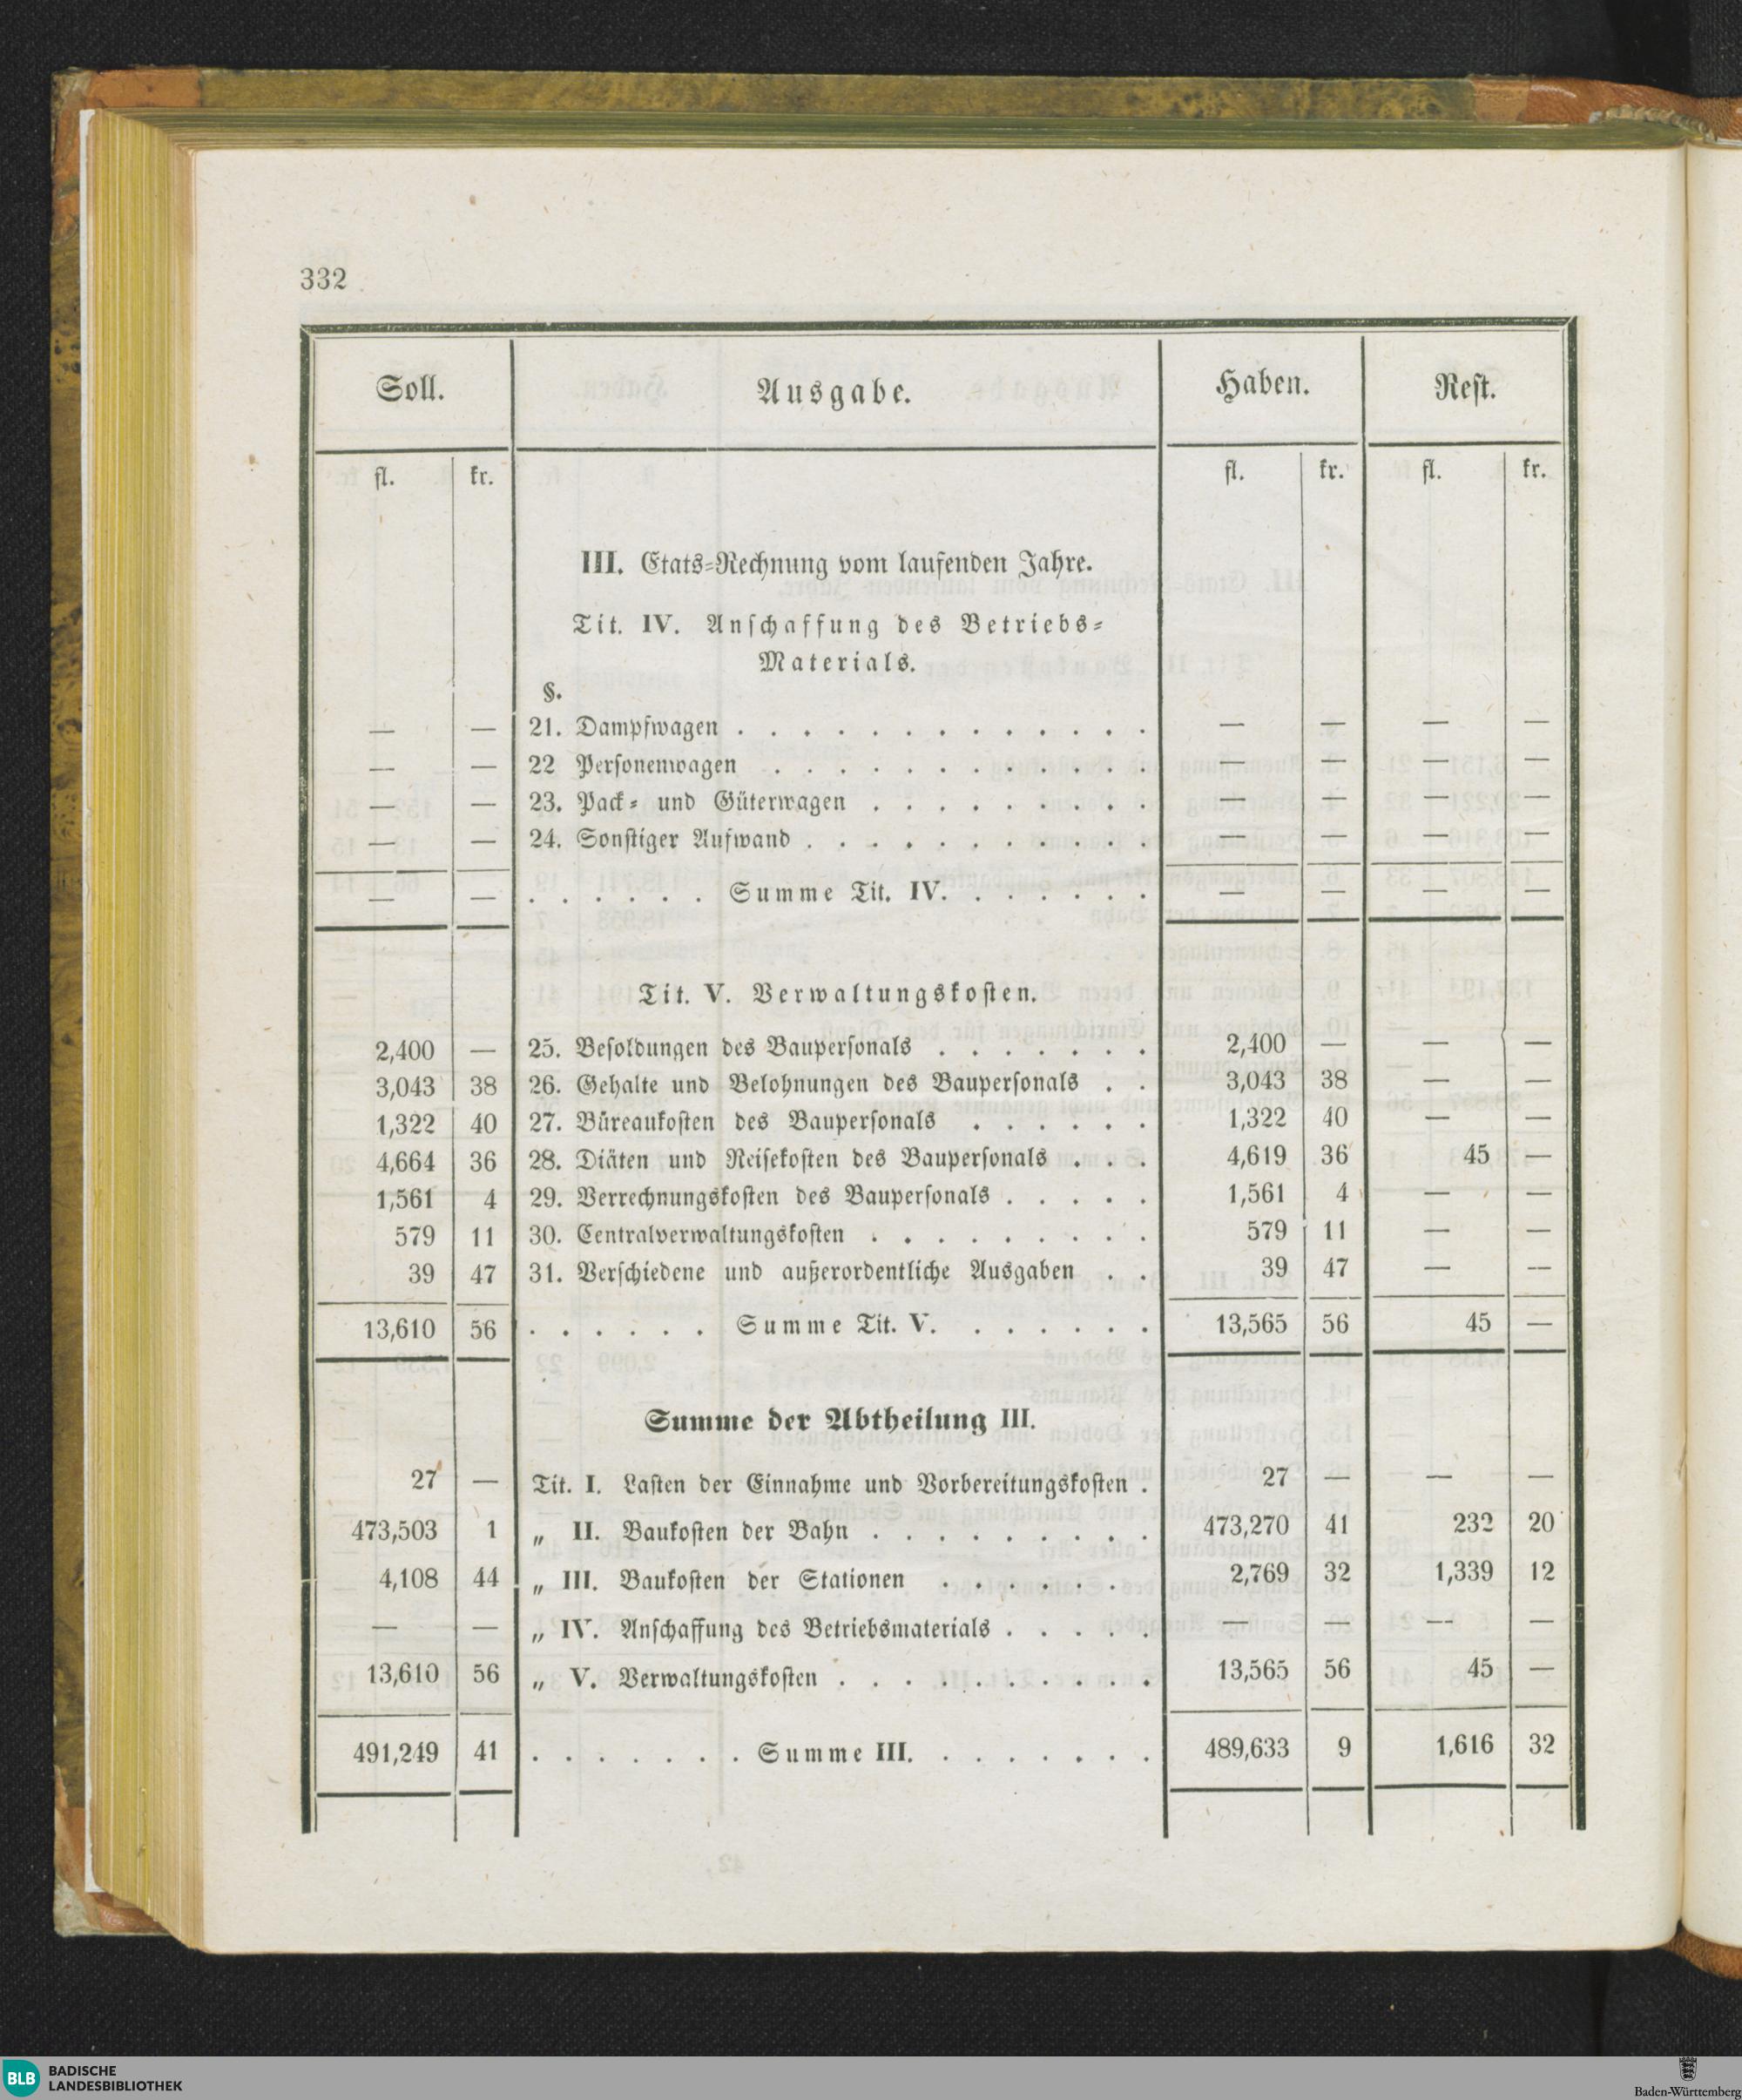 332
Soll. Ausgabe. Haben. Rest.
fl. kr. fl. kr. fl. kr.
III. Etats-Rechnung vom laufenden Jahre.
Tit. IV. Anschaffung des Betriebs-
Materials.
§.
— — 21. Dampfwagen . . . . . . . . . . . . . — — — —
— — 22 Personenwagen . . . . . . . . . . . . — — — —
— — 23. Pack- und Güterwagen . . . . . . . . . — — — —
— — 24. Sonstiger Aufwand . . . . . . . . . . . — — — —
— — . . . . . . Summe Tit. IV. . . . . . . — — — —
Tit. V. Verwaltungskosten.
2,400 — 25. Besoldungen des Baupersonals . . . . . . . 2,400 — — —
3,043 38 26. Gehalte und Belohnungen des Baupersonals . . 3,043 38 — —
1,322 40 27. Büreaukosten des Baupersonals . . . . . . 1,322 40 — —
4,664 36 28. Diäten und Reisekosten des Baupersonals . . . 4,619 36 45 —
1,561 4 29. Verrechnungskosten des Baupersonals . . . . . 1,561 4 — —
579 11 30. Centralverwaltungskosten . . . . . . . . . 579 11 — —
39 47 31. Verschiedene und außerordentliche Ausgaben . . 39 47 — —
13,610 56 . . . . . . Summe Tit. V. . . . . . . . 13,565 56 45 —
Summe der Abtheilung III.
27 — Tit. I. Lasten der Einnahme und Vorbereitungskosten . 27 — — —
473,503 1 „ II. Baukosten der Bahn . . . . . . . . . 473,270 41 232 20
4,108 44 „ III. Baukosten der Stationen . . . . . . 2,769 32 1,339 12
— — „ IV. Anschaffung des Betriebsmaterials . . . . . — — — —
13,610 56 „ V. Verwaltungskosten . . . . . . . . . . 13,565 56 45 —
491,249 41 . . . . . . . Summe III. . . . . . . . 489,633 9 1,616 32
BLB BADISCHE
LANDESBIBLIOTHEK
Baden-Württemberg